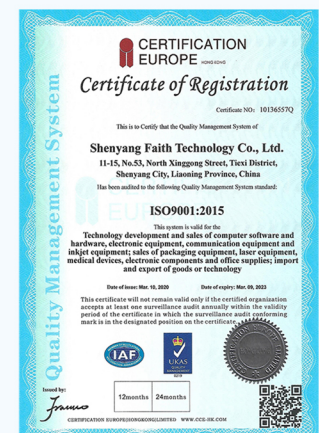 CERTIFICATION
EUROPE HONG KONG
Certificate of Registration
Certificate NO: 10136557Q
This is to Certify that the Quality Management System of
Shenyang Faith Technology Co., Ltd.
11-15, No.53, North Xinggong Street, Tiexi District,
Shenyang City, Liaoning Province, China
Has been audited to the following Quality Management System standard:
ISO9001:2015
This system is valid for the
Technology development and sales of computer software and
hardware, electronic equipment, communication equipment and
inkjet equipment; sales of packaging equipment, laser equipment,
medical devices, electronic components and office supplies; import
and export of goods or technology
Date of issue: Mar. 10, 2020 Date of expiry: Mar. 09, 2023
This certificate will not remain valid only if the certified organization
accepts at least one surveillance audit annually within the validity
period of the certificate in which the surveillance audit conforming
mark is in the designated position on the certificate.
Quality Management System
IAF
UKAS
QUALITY
MANAGEMENT
Issued by:
12months 24months
CERTIFICATION EUROPE(HONGKONG)LIMITED WWW.CCE-HK.COM